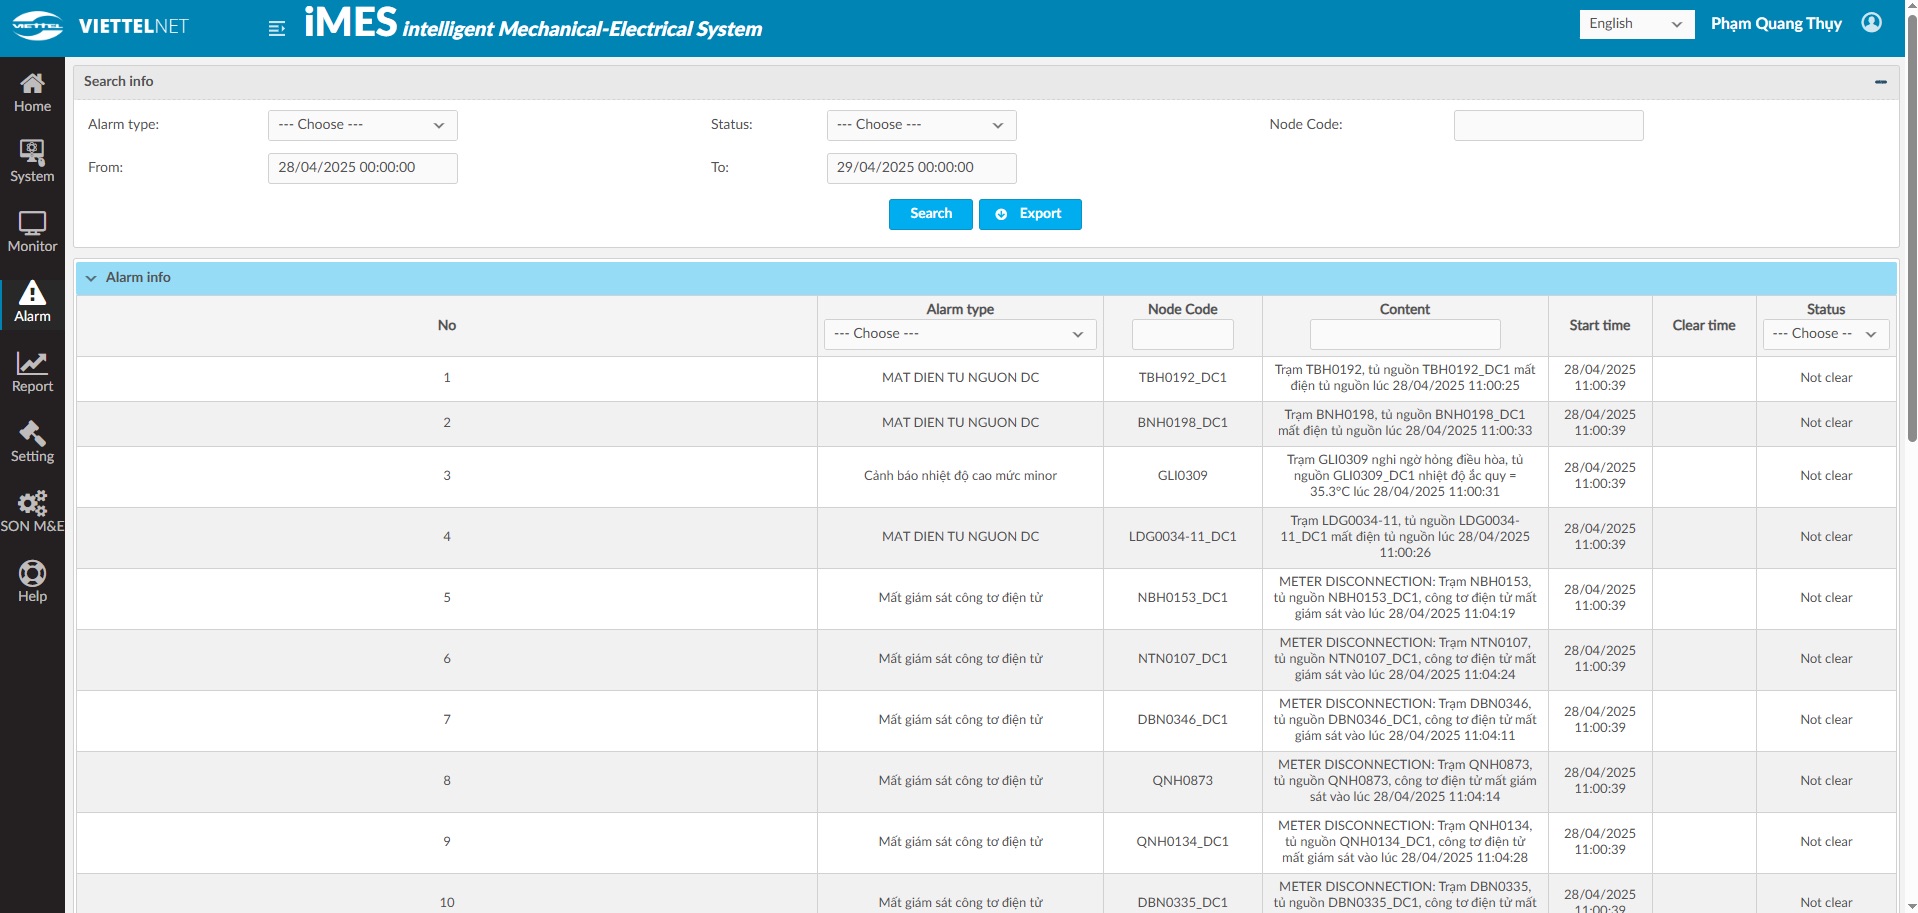 VIETTEL
VIETTELNET
iMES intelligent Mechanical-Electrical System
English
Phạm Quang Thụy
Home
System
Monitor
Alarm
Report
Setting
SON M&E
Help
Search info
Alarm type:
--- Choose ---
Status:
--- Choose ---
Node Code:
From:
28/04/2025 00:00:00
To:
29/04/2025 00:00:00
Search
Export
Alarm info
No
Alarm type
--- Choose ---
Node Code
Content
Start time
Clear time
Status
--- Choose --
1
MAT DIEN TU NGUON DC
TBH0192_DC1
Trạm TBH0192, tủ nguồn TBH0192_DC1 mất
điện tủ nguồn lúc 28/04/2025 11:00:25
28/04/2025
11:00:39
Not clear
2
MAT DIEN TU NGUON DC
BNH0198_DC1
Trạm BNH0198, tủ nguồn BNH0198_DC1
mất điện tủ nguồn lúc 28/04/2025 11:00:33
28/04/2025
11:00:39
Not clear
3
Cảnh báo nhiệt độ cao mức minor
GLI0309
Trạm GLI0309 nghi ngờ hỏng điều hòa, tủ
nguồn GLI0309_DC1 nhiệt độ ắc quy =
35.3°C lúc 28/04/2025 11:00:31
28/04/2025
11:00:39
Not clear
4
MAT DIEN TU NGUON DC
LDG0034-11_DC1
Trạm LDG0034-11, tủ nguồn LDG0034-
11_DC1 mất điện tủ nguồn lúc 28/04/2025
11:00:26
28/04/2025
11:00:39
Not clear
5
Mất giám sát công tơ điện tử
NBH0153_DC1
METER DISCONNECTION: Trạm NBH0153,
tủ nguồn NBH0153_DC1, công tơ điện tử mất
giám sát vào lúc 28/04/2025 11:04:19
28/04/2025
11:00:39
Not clear
6
Mất giám sát công tơ điện tử
NTN0107_DC1
METER DISCONNECTION: Trạm NTN0107,
tủ nguồn NTN0107_DC1, công tơ điện tử mất
giám sát vào lúc 28/04/2025 11:04:24
28/04/2025
11:00:39
Not clear
7
Mất giám sát công tơ điện tử
DBN0346_DC1
METER DISCONNECTION: Trạm DBN0346,
tủ nguồn DBN0346_DC1, công tơ điện tử mất
giám sát vào lúc 28/04/2025 11:04:11
28/04/2025
11:00:39
Not clear
8
Mất giám sát công tơ điện tử
QNH0873
METER DISCONNECTION: Trạm QNH0873,
tủ nguồn QNH0873, công tơ điện tử mất giám
sát vào lúc 28/04/2025 11:04:14
28/04/2025
11:00:39
Not clear
9
Mất giám sát công tơ điện tử
QNH0134_DC1
METER DISCONNECTION: Trạm QNH0134,
tủ nguồn QNH0134_DC1, công tơ điện tử
mất giám sát vào lúc 28/04/2025 11:04:28
28/04/2025
11:00:39
Not clear
10
Mất giám sát công tơ điện tử
DBN0335_DC1
METER DISCONNECTION: Trạm DBN0335,
tủ nguồn DBN0335_DC1, công tơ điện tử mất
28/04/2025
11:00:39
Not clear